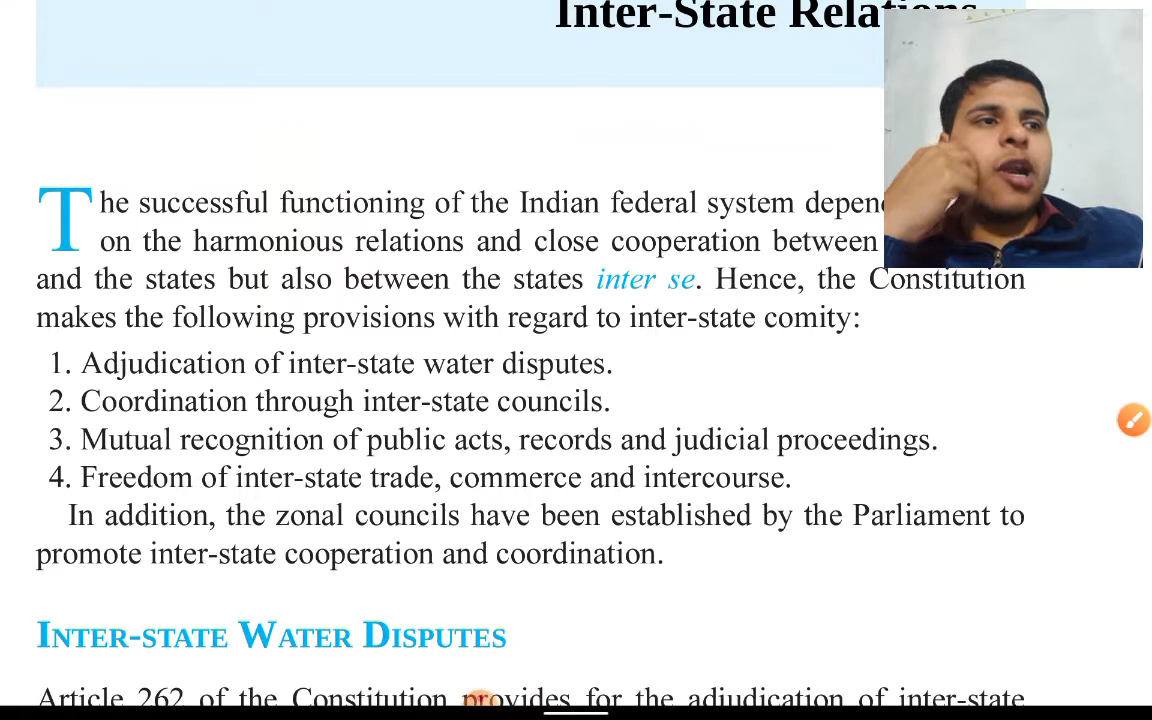 Inter-State Relations
The successful functioning of the Indian federal system
on the harmonious relations and close cooperation between
and the states but also between the states inter se. Hence, the Constitution
makes the following provisions with regard to inter-state comity:
1. Adjudication of inter-state water disputes.
2. Coordination through inter-state councils.
3. Mutual recognition of public acts, records and judicial proceedings.
4. Freedom of inter-state trade, commerce and intercourse.
In addition, the zonal councils have been established by the Parliament to
promote inter-state cooperation and coordination.
INTER-STATE WATER DISPUTES
Article 262 of the Constitution provides for the adjudication of inter-state